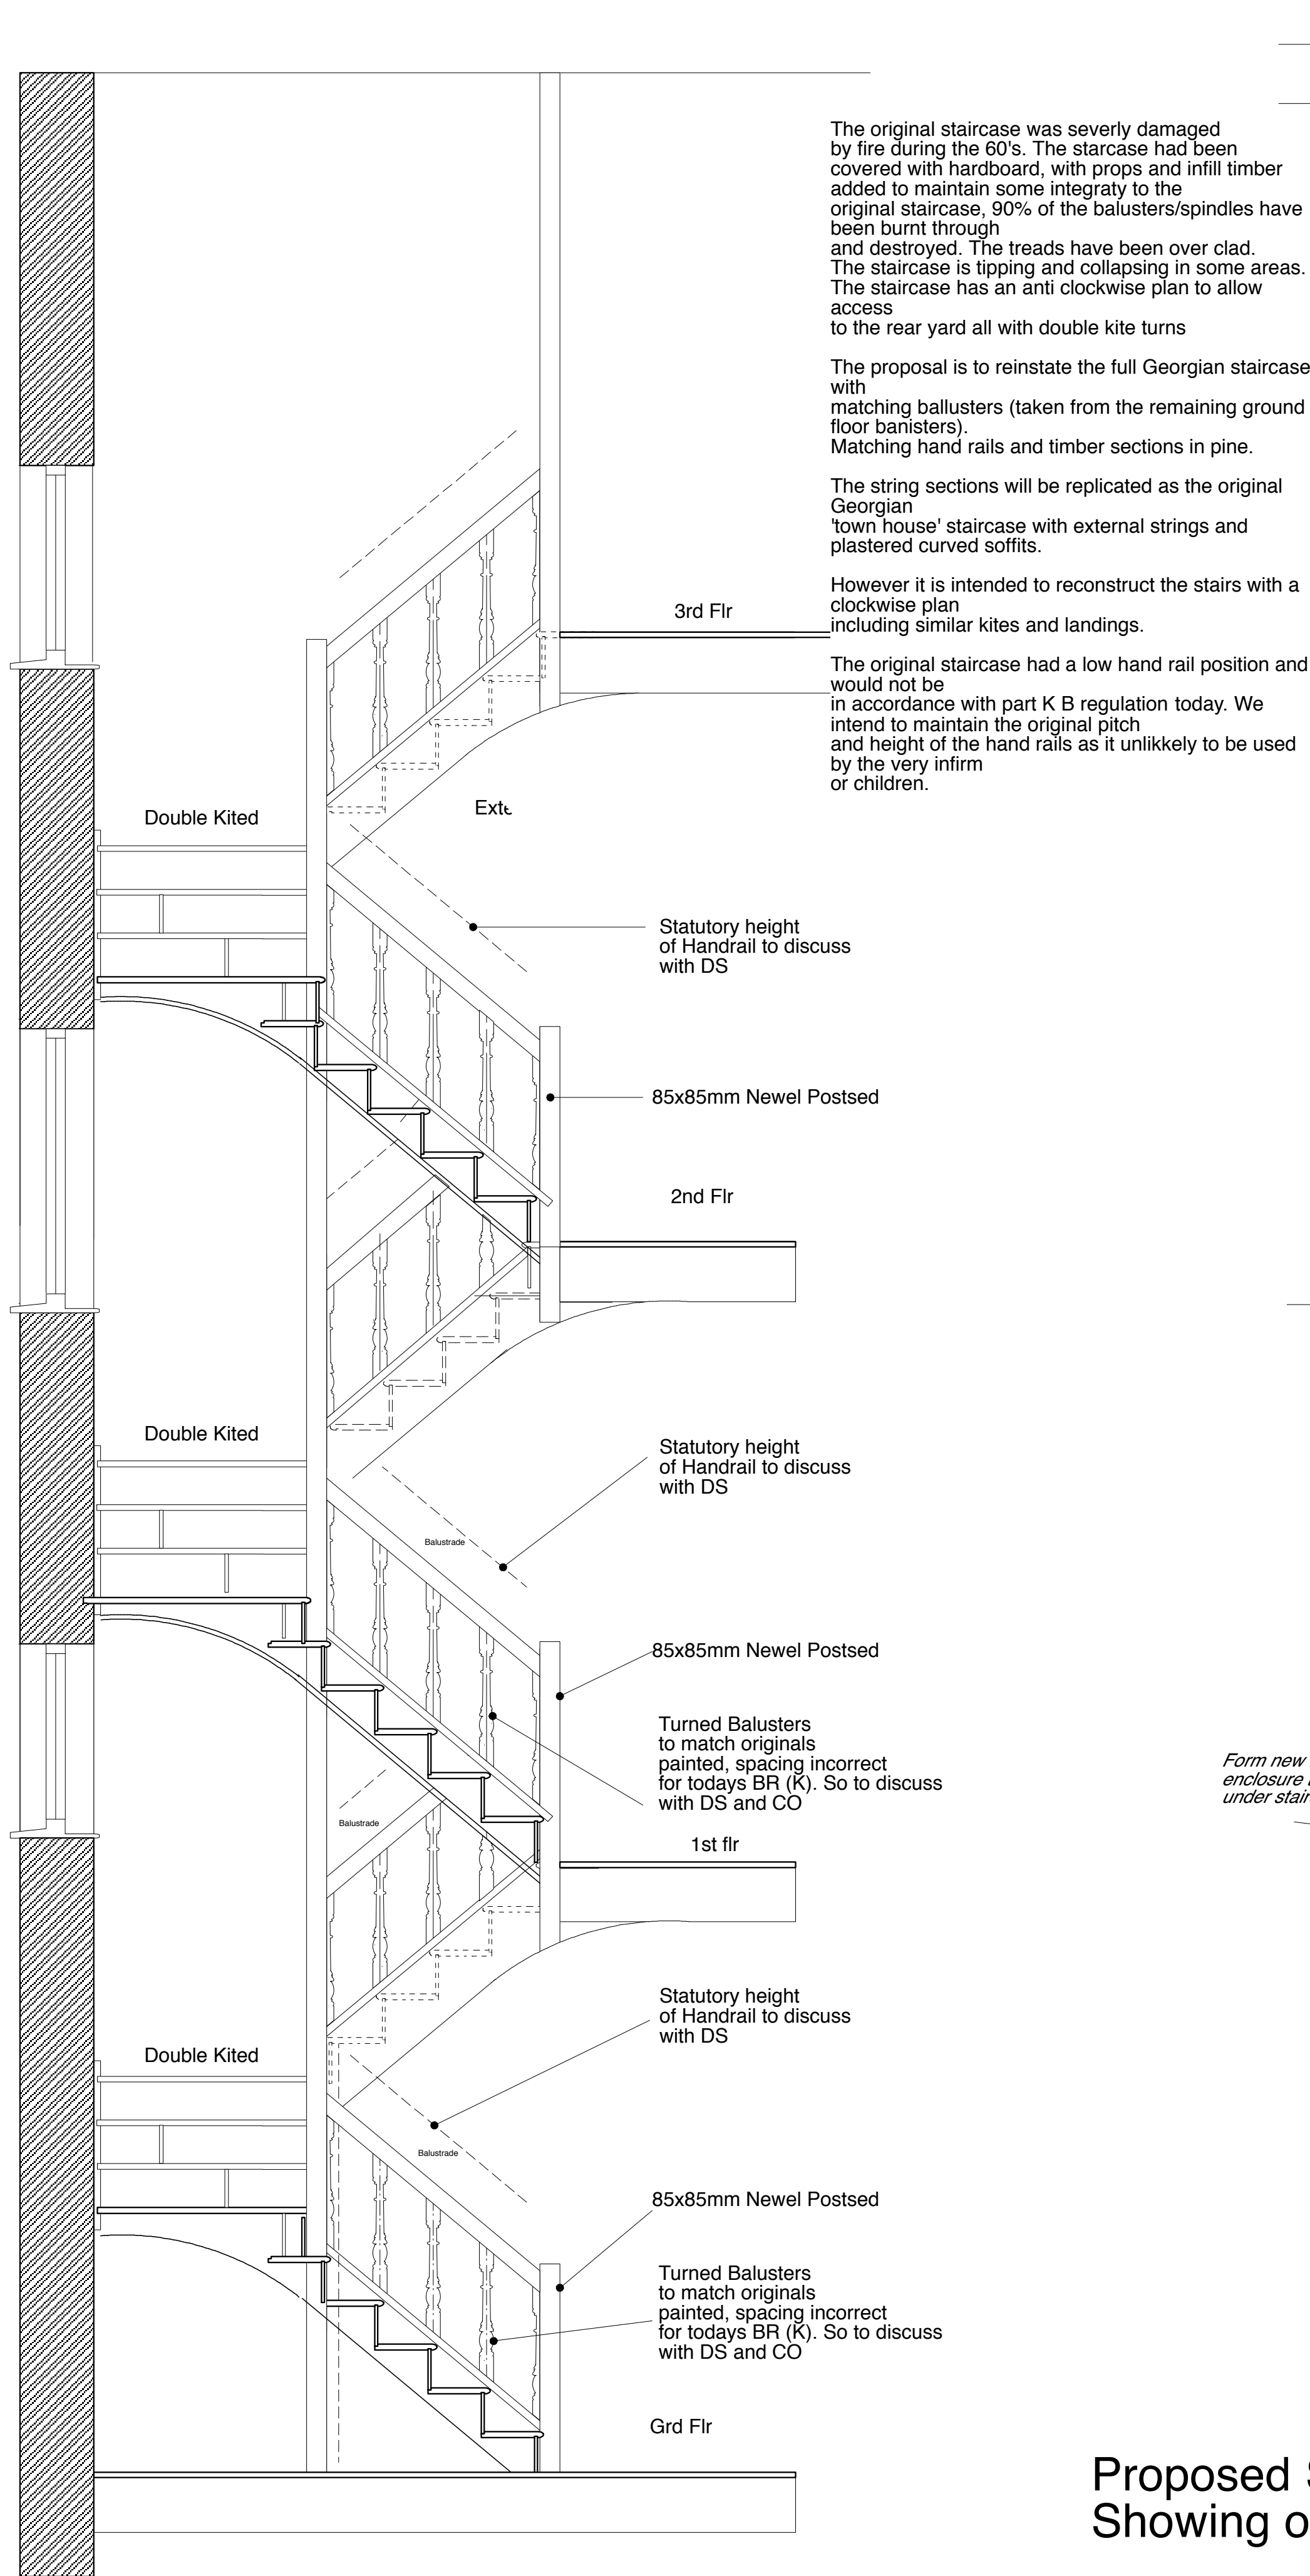 The original staircase was severly damaged
by fire during the 60's. The starcase had been
covered with hardboard, with props and infill timber
added to maintain some integraty to the
original staircase, 90% of the balusters/spindles have
been burnt through
and destroyed. The treads have been over clad.
The staircase is tipping and collapsing in some areas.
The staircase has an anti clockwise plan to allow
access
to the rear yard all with double kite turns
The proposal is to reinstate the full Georgian staircase
with
matching ballusters (taken from the remaining ground
floor banisters).
Matching hand rails and timber sections in pine.
The string sections will be replicated as the original
Georgian
'town house' staircase with external strings and
plastered curved soffits.
However it is intended to reconstruct the stairs with a
clockwise plan
including similar kites and landings.
The original staircase had a low hand rail position and
would not be
in accordance with part K B regulation today. We
intend to maintain the original pitch
and height of the hand rails as it unlikkely to be used
by the very infirm
or children.
3rd Flr
Double Kited
Statutory height
of Handrail to discuss
with DS
85x85mm Newel Postsed
2nd Flr
Double Kited
Statutory height
of Handrail to discuss
with DS
Balustrade
85x85mm Newel Postsed
Turned Balusters
to match originals
painted, spacing incorrect
for todays BR (K). So to discuss
with DS and CO
Balustrade
1st flr
Form new
enclosure
under stair
Statutory height
of Handrail to discuss
with DS
Double Kited
Balustrade
85x85mm Newel Postsed
Turned Balusters
to match originals
painted, spacing incorrect
for todays BR (K). So to discuss
with DS and CO
Grd Flr
Proposed
Showing